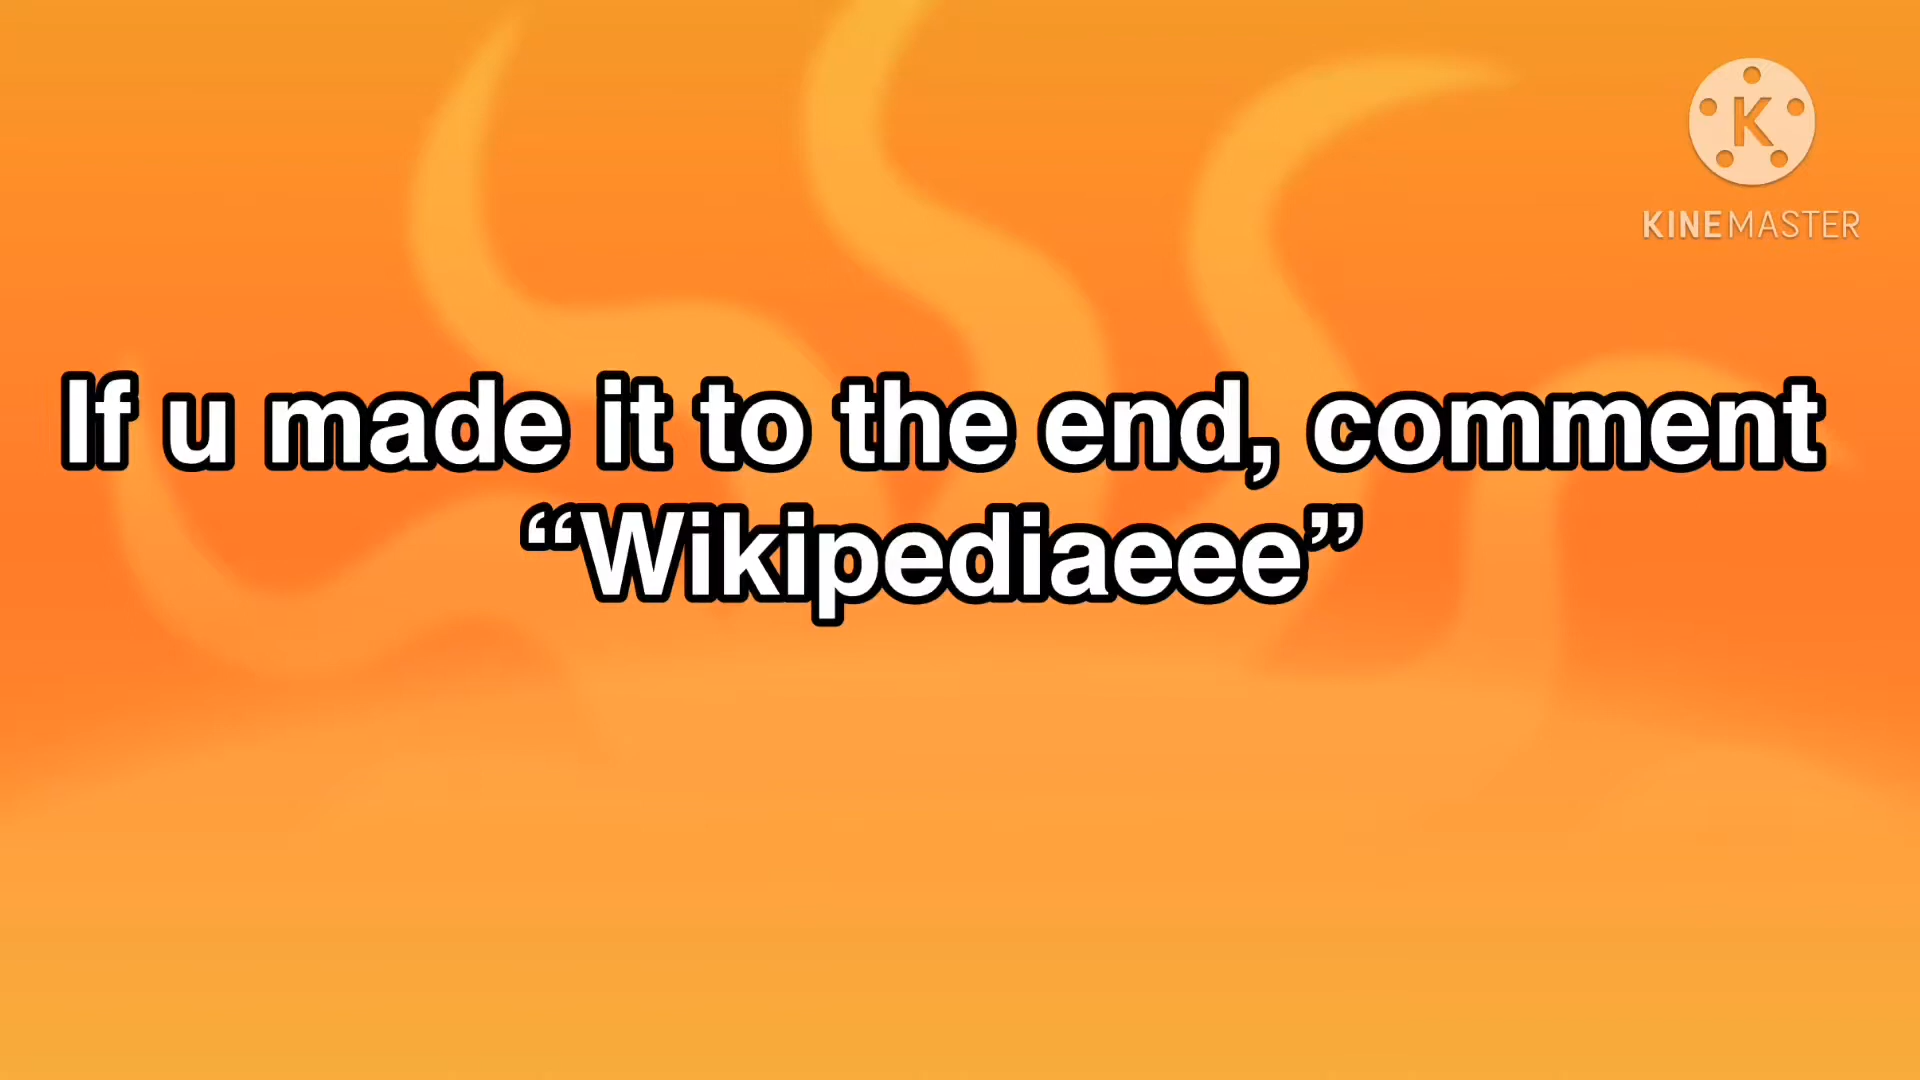 K
KINEMASTER
If u made it to the end, comment
“Wikipediaeee”